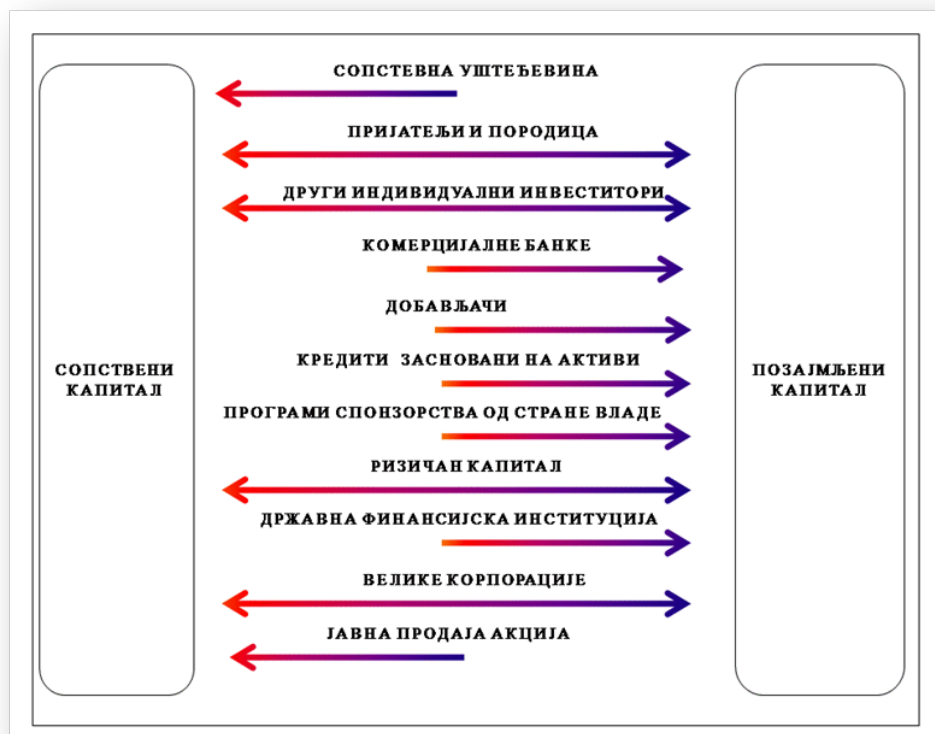 СОПСТЕВНА УШТЕЂЕВИНА
ПРИЈАТЕЉИ И ПОРОДИЦА
ДРУГИ ИНДИВИДУАЛНИ ИНВЕСТИТОРИ
КОМЕРЦИЈАЛНЕ БАНКЕ
ДОБАВЉАЧИ
КРЕДИТИ ЗАСНОВАНИ НА АКТИВИ
ПРОГРАМИ СПОНЗОРСТВА ОД СТРАНЕ ВЛАДЕ
РИЗИЧАН КАПИТАЛ
ДРЖАВНА ФИНАНСИЈСКА ИНСТИТУЦИЈА
ВЕЛИКЕ КОРПОРАЦИЈЕ
ЈАВНА ПРОДАЈА АКЦИЈА
СОПСТВЕНИ
КАПИТАЛ
ПОЗАЈМЉЕНИ
КАПИТАЛ